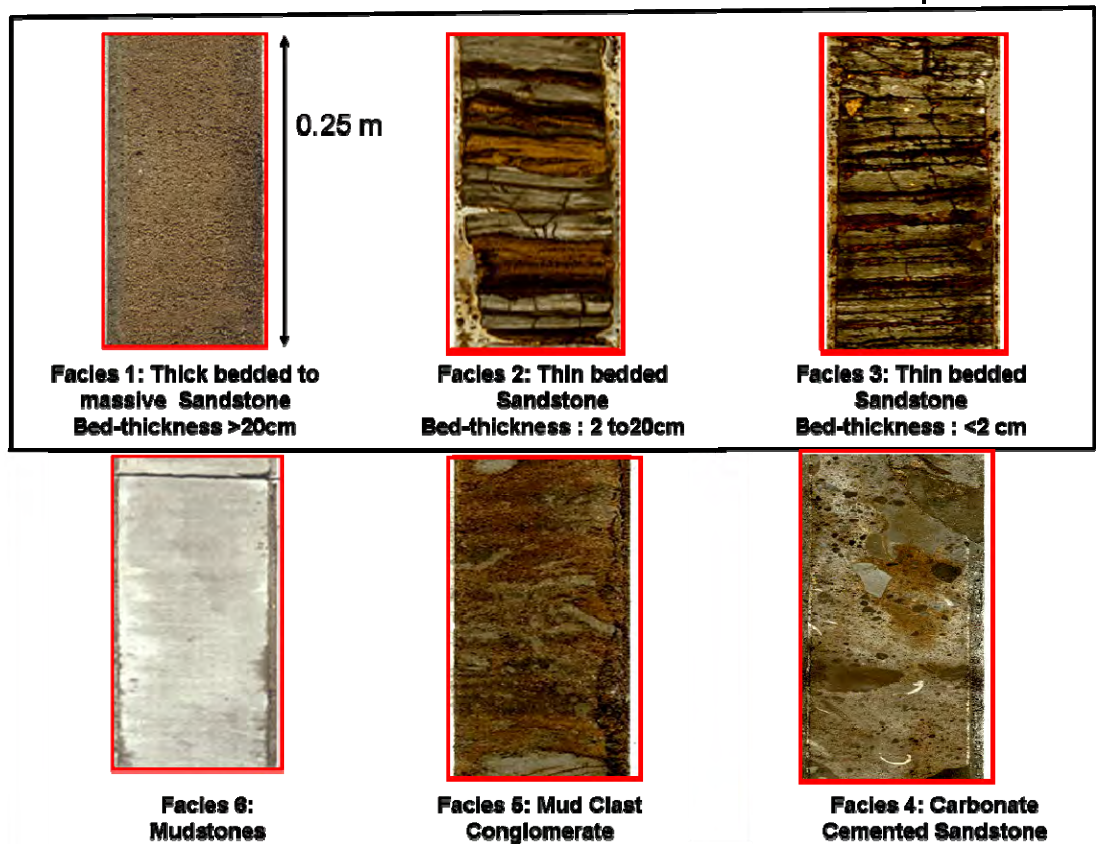 0.25 m
Facies 1: Thick bedded to
massive Sandstone
Bed-thickness >20cm
Facies 2: Thin bedded
Sandstone
Bed-thickness : 2 to20cm
Facies 3: Thin bedded
Sandstone
Bed-thickness : <2 cm
Facies 6:
Mudstones
Facies 5: Mud Clast
Conglomerate
Facies 4: Carbonate
Cemented Sandstone